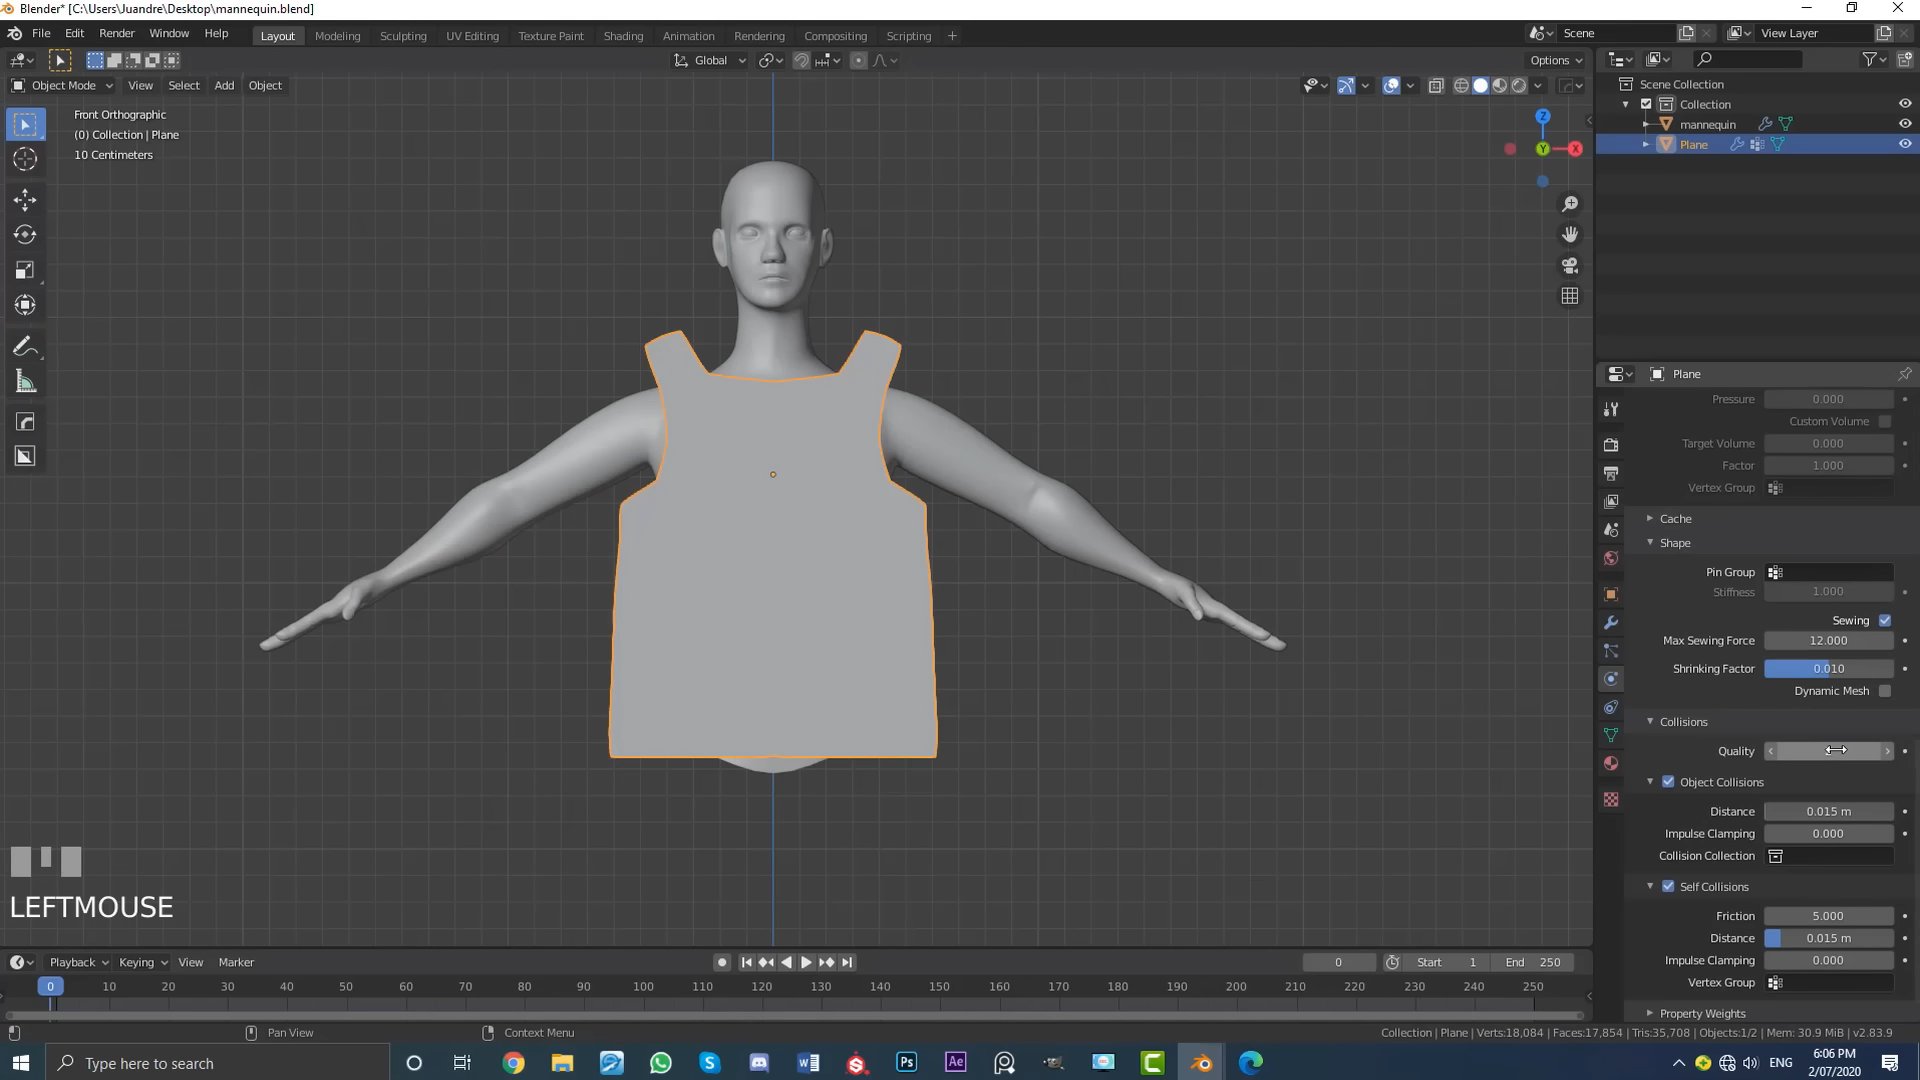 Blender* [C:\Users\Juandre\Desktop\mannequin.blend]
File Edit Render Window Help Layout Modeling Sculpting UV Editing Texture Paint Shading Animation Rendering Compositing Scripting + Scene View Layer
Global Options
Object Mode View Select Add Object
Front Orthographic
(0) Collection | Plane
10 Centimeters
Z
Y
X
Scene Collection
Collection
mannequin
Plane
Plane
Pressure 0.000
Custom Volume
Target Volume 0.000
Factor 1.000
Vertex Group
Cache
Shape
Pin Group
Stiffness 1.000
Sewing
Max Sewing Force 12.000
Shrinking Factor 0.010
Dynamic Mesh
Collisions
Quality
Object Collisions
Distance 0.015 m
Impulse Clamping 0.000
Collision Collection
Self Collisions
Friction 5.000
Distance 0.015 m
Impulse Clamping 0.000
Vertex Group
Property Weights
LEFTMOUSE
Playback Keying View Marker 0 Start 1 End 250
0 10 20 30 40 50 60 70 80 90 100 110 120 130 140 150 160 170 180 190 200 210 220 230 240 250
Pan View Context Menu Collection | Plane | Verts:18,084 | Faces:17,854 | Tris:35,708 | Objects:1/2 | Mem: 30.9 MiB | v2.83.9
Type here to search
ENG
6:06 PM
2/07/2020